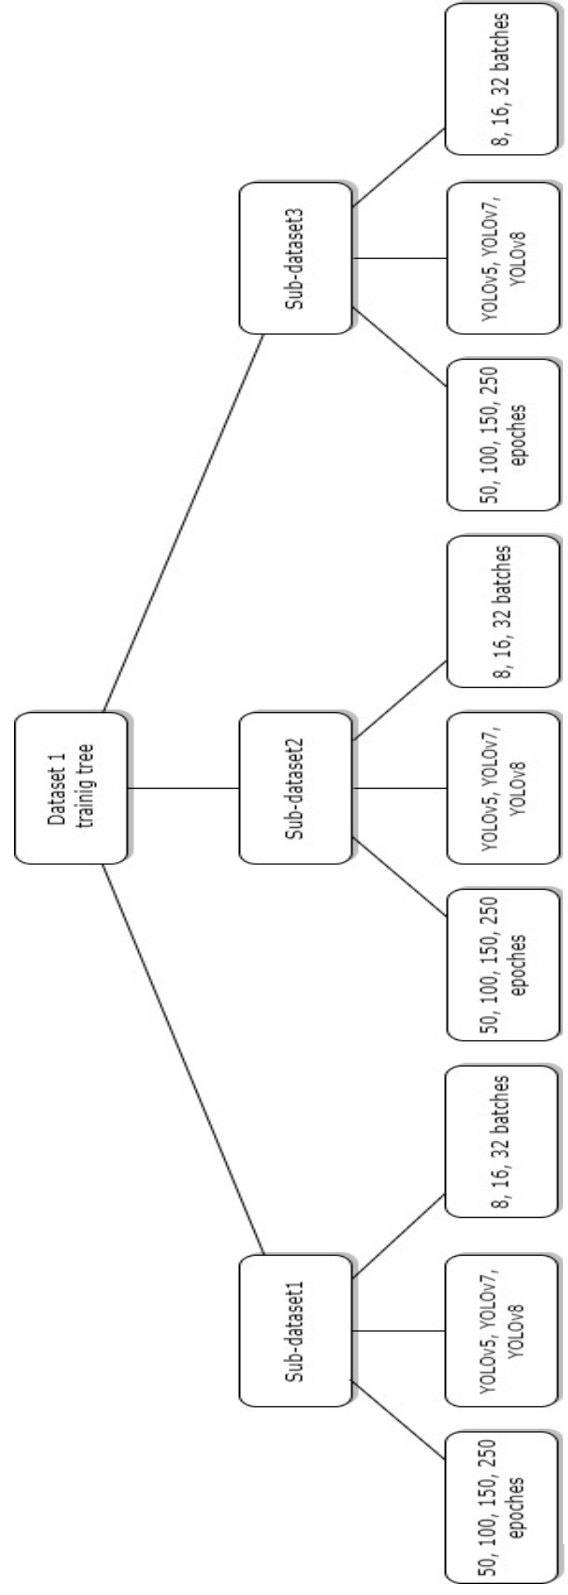 Dataset 1
trainig tree
Sub-dataset1
Sub-dataset2
Sub-dataset3
50, 100, 150, 250
epoches
YOLOv5, YOLOv7,
YOLOv8
8, 16, 32 batches
50, 100, 150, 250
epoches
YOLOv5, YOLOv7,
YOLOv8
8, 16, 32 batches
50, 100, 150, 250
epoches
YOLOv5, YOLOv7,
YOLOv8
8, 16, 32 batches